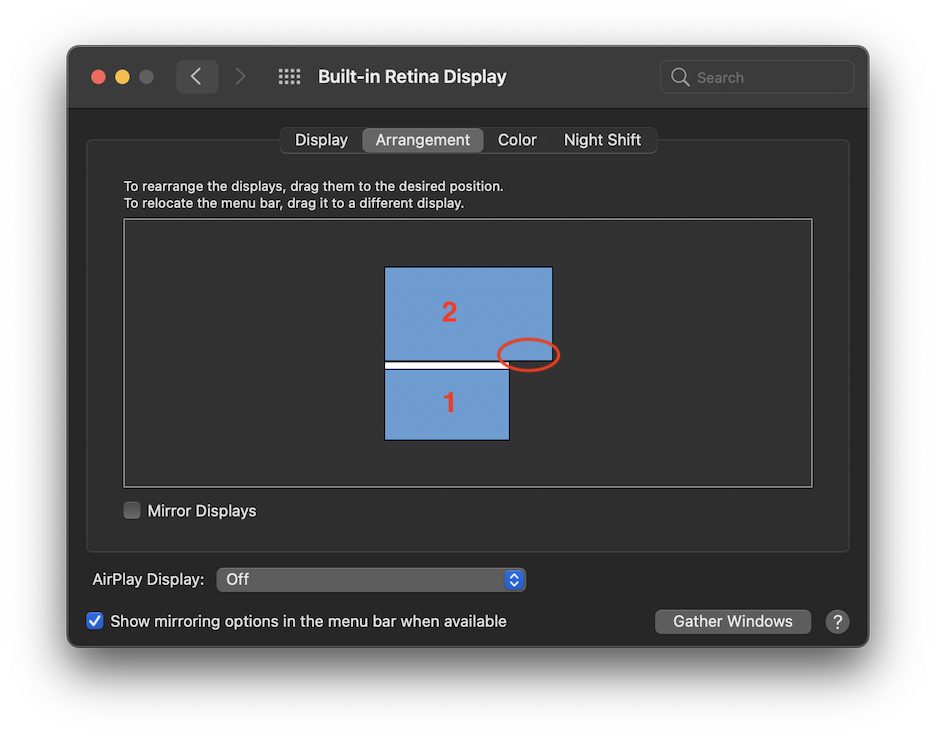 Built-in Retina Display
Search
Display
Arrangement
Color
Night Shift
To rearrange the displays, drag them to the desired position.
To relocate the menu bar, drag it to a different display.
2
1
Mirror Displays
AirPlay Display:
Off
Show mirroring options in the menu bar when available
Gather Windows
?